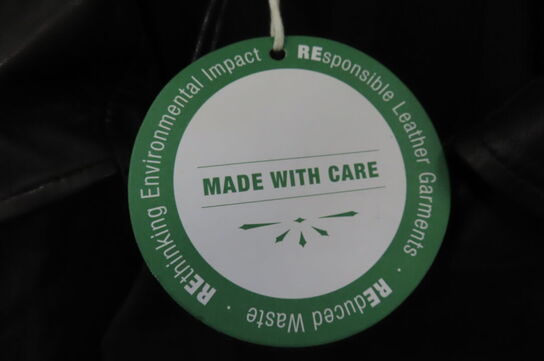 REsponsible Leather Garments · REduced Waste · REthinking Environmental Impact
MADE WITH CARE